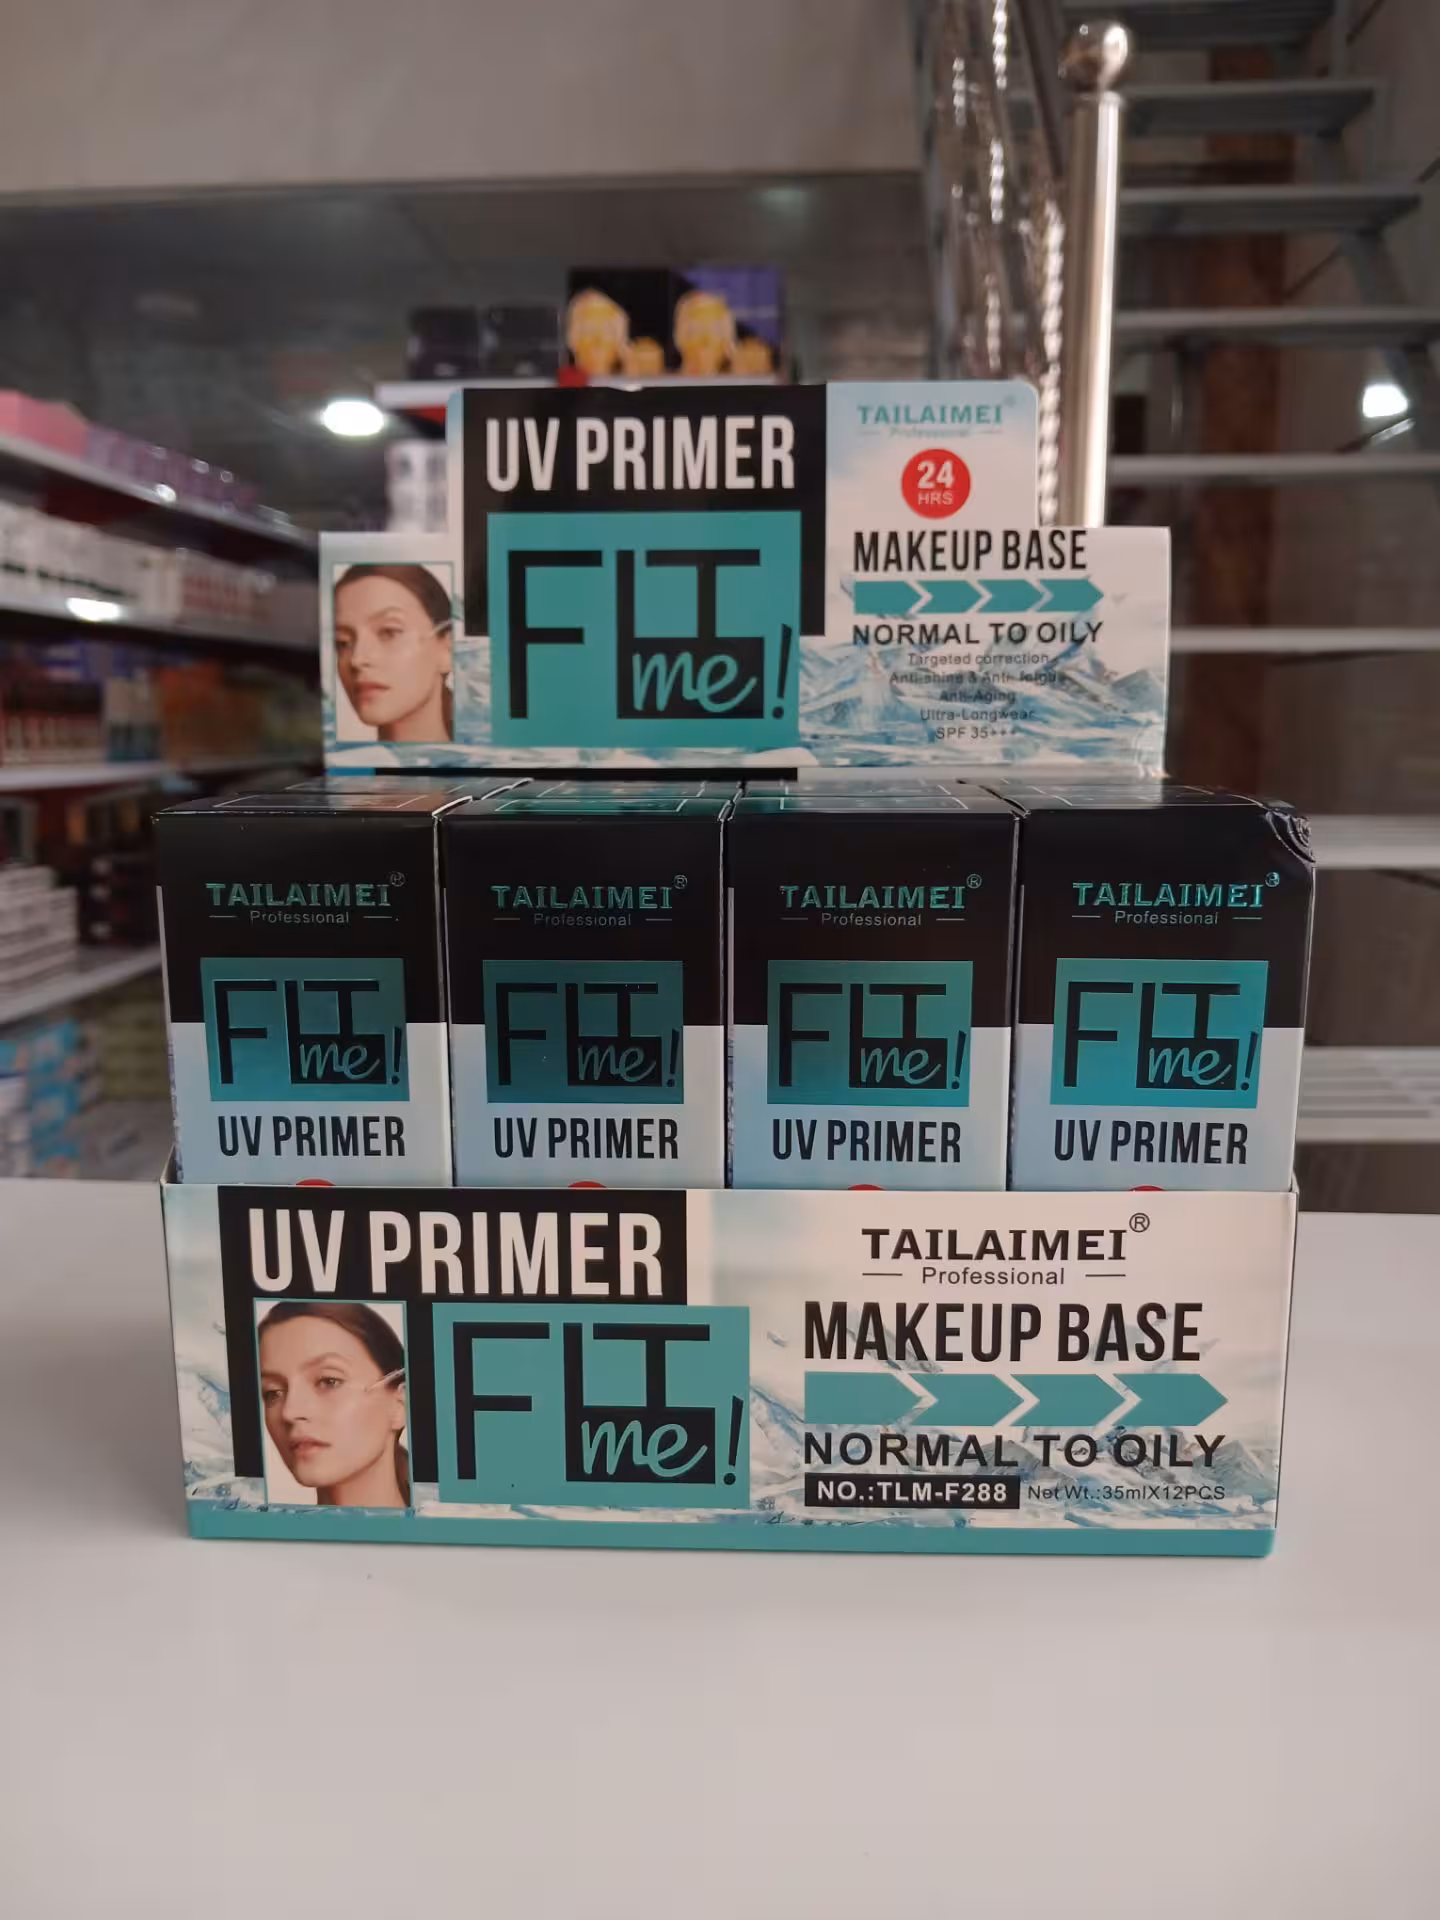 UV PRIMER
FIT
me!
TAILAIMEI
Professional
24
HRS
MAKEUP BASE
NORMAL TO OILY
Targeted correction
Anti-shine & Anti-
Anti-Aging
Ultra-Longwear
SPF 35+++
TAILAIMEI®
Professional
FIT
me!
UV PRIMER
TAILAIMEI®
Professional
FIT
me!
UV PRIMER
TAILAIMEI®
Professional
FIT
me!
UV PRIMER
TAILAIMEI®
Professional
FIT
me!
UV PRIMER
UV PRIMER
FIT
me!
TAILAIMEI®
Professional
MAKEUP BASE
NORMAL TO OILY
NO.:TLM-F288 Net Wt.:35mlX12PCS